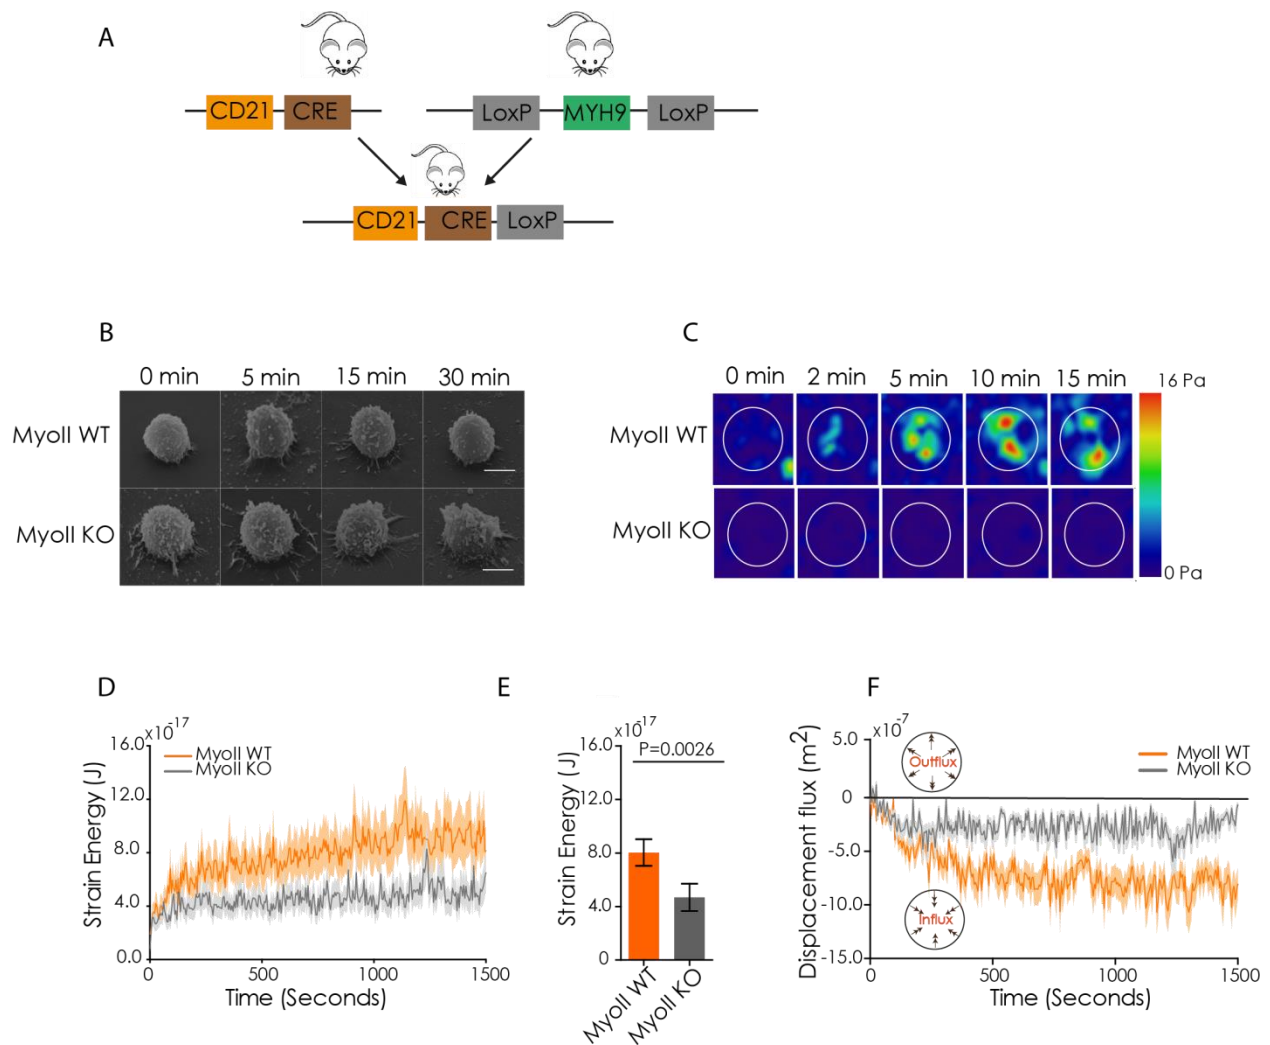 A
CD21 CRE
LoxP MYH9 LoxP
CD21 CRE LoxP
B
0 min 5 min 15 min 30 min
MyoII WT
MyoII KO
C
0 min 2 min 5 min 10 min 15 min
16 Pa
MyoII WT
MyoII KO
0 Pa
D
x10-17
16.0
12.0
8.0
4.0
0.0
Strain Energy (J)
MyoII WT
MyoII KO
0 500 1000 1500
Time (Seconds)
E
x10-17
16.0
12.0
8.0
4.0
0
Strain Energy (J)
P=0.0026
MyoII WT
MyoII KO
F
x10-7
5.0
0
-5.0
-10.0
-15.0
Displacement flux (m2)
Outflux
Influx
MyoII WT
MyoII KO
0 500 1000 1500
Time (Seconds)